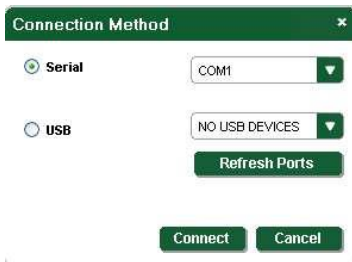 Connection Method ×
Serial COM1
USB NO USB DEVICES
Refresh Ports
Connect Cancel